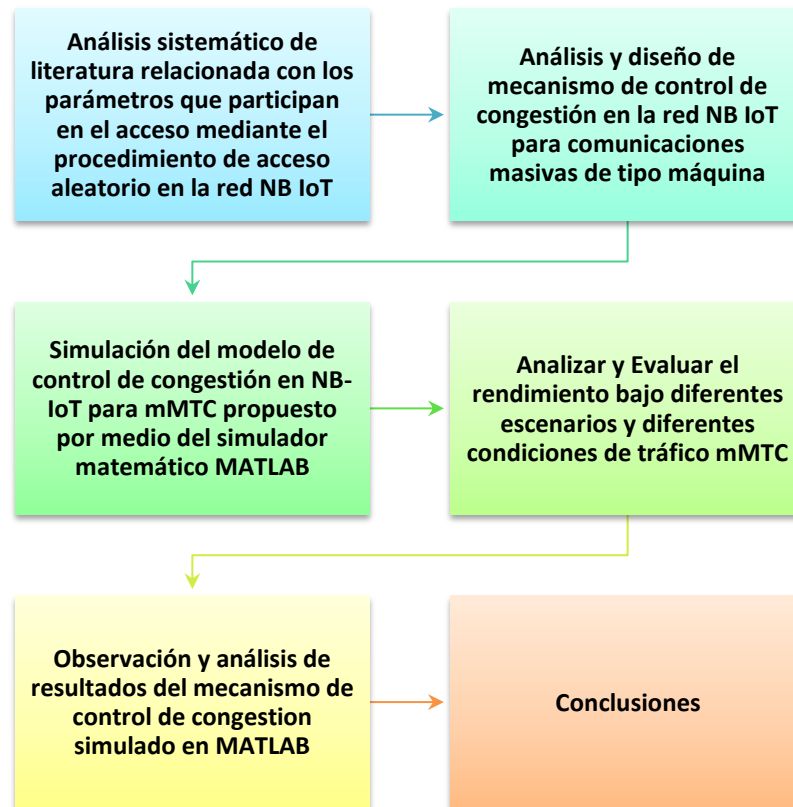 Análisis sistemático de
literatura relacionada con los
parámetros que participan
en el acceso mediante el
procedimiento de acceso
aleatorio en la red NB IoT
Análisis y diseño de
mecanismo de control de
congestión en la red NB IoT
para comunicaciones
masivas de tipo máquina
Simulación del modelo de
control de congestión en NB-
IoT para mMTC propuesto
por medio del simulador
matemático MATLAB
Analizar y Evaluar el
rendimiento bajo diferentes
escenarios y diferentes
condiciones de tráfico mMTC
Observación y análisis de
resultados del mecanismo de
control de congestion
simulado en MATLAB
Conclusiones